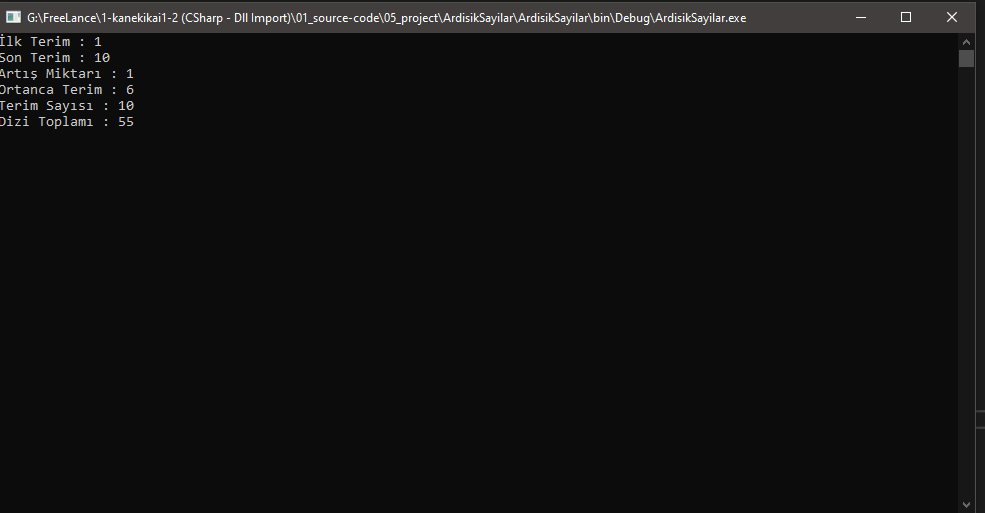 G:\FreeLance\1-kanekikai1-2 (CSharp - Dll Import)\01_source-code\05_project\ArdisikSayilar\ArdisikSayilar\bin\Debug\ArdisikSayilar.exe
İlk Terim : 1
Son Terim : 10
Artış Miktarı : 1
Ortanca Terim : 6
Terim Sayısı : 10
Dizi Toplamı : 55